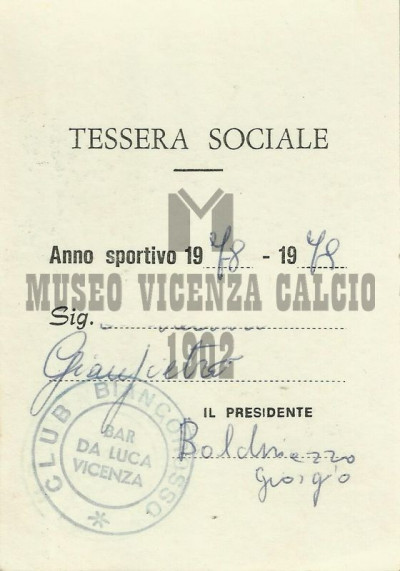 TESSERA SOCIALE
Anno sportivo 1978 - 1978
MUSEO VICENZA CALCIO
Sig.
1902
Gianpietro
IL PRESIDENTE
CLUB BIANCOROSSO
BAR
DA LUCA
VICENZA
Giorgio